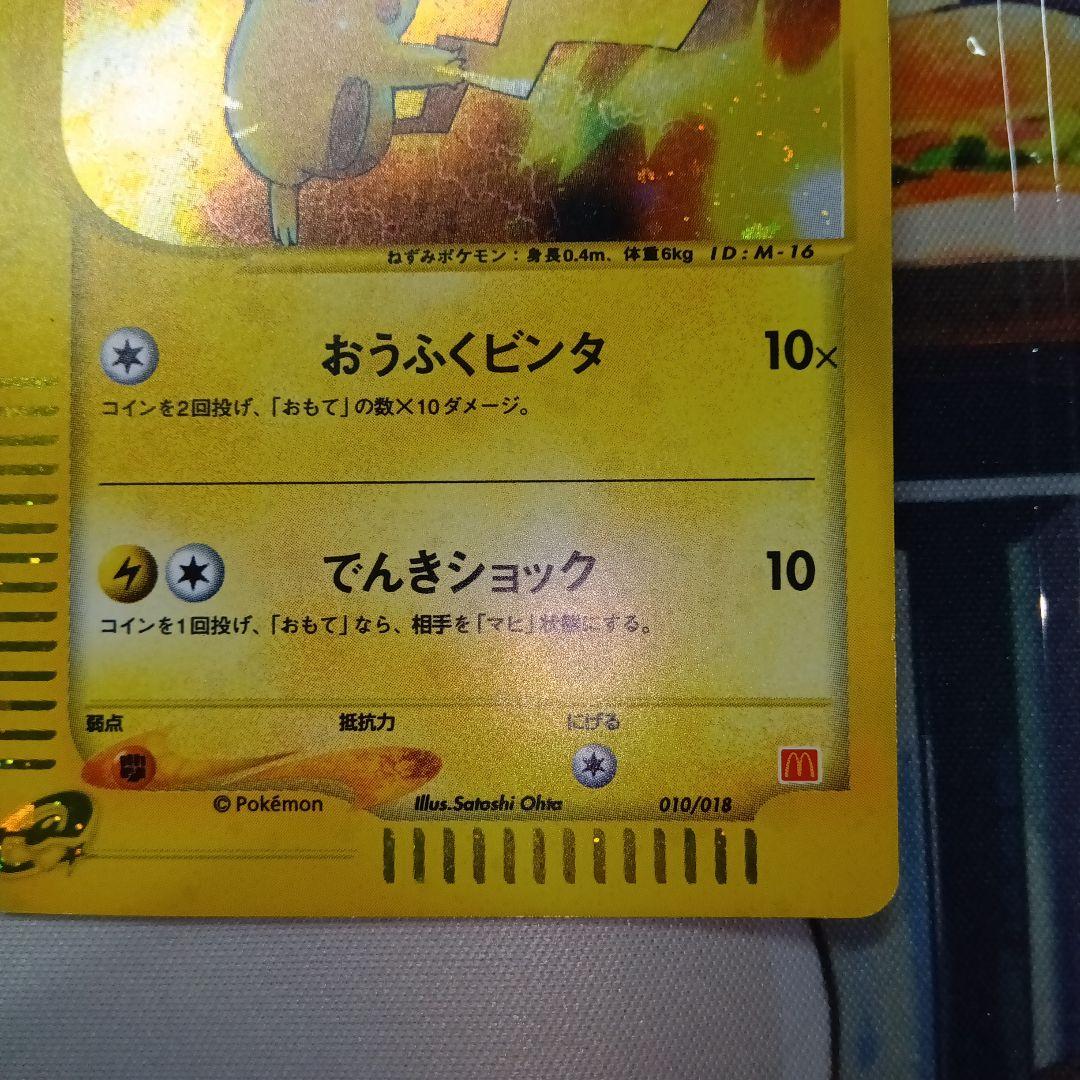 ねずみポケモン：身長0.4m、体重6kg ID:M-16
おうふくビンタ 10×
コインを2回投げ、「おもて」の数×10ダメージ。
でんきショック 10
コインを1回投げ、「おもて」なら、相手を「マヒ」状態にする。
弱点 抵抗力 にげる
© Pokémon Illus. Satoshi Ohta 010/018